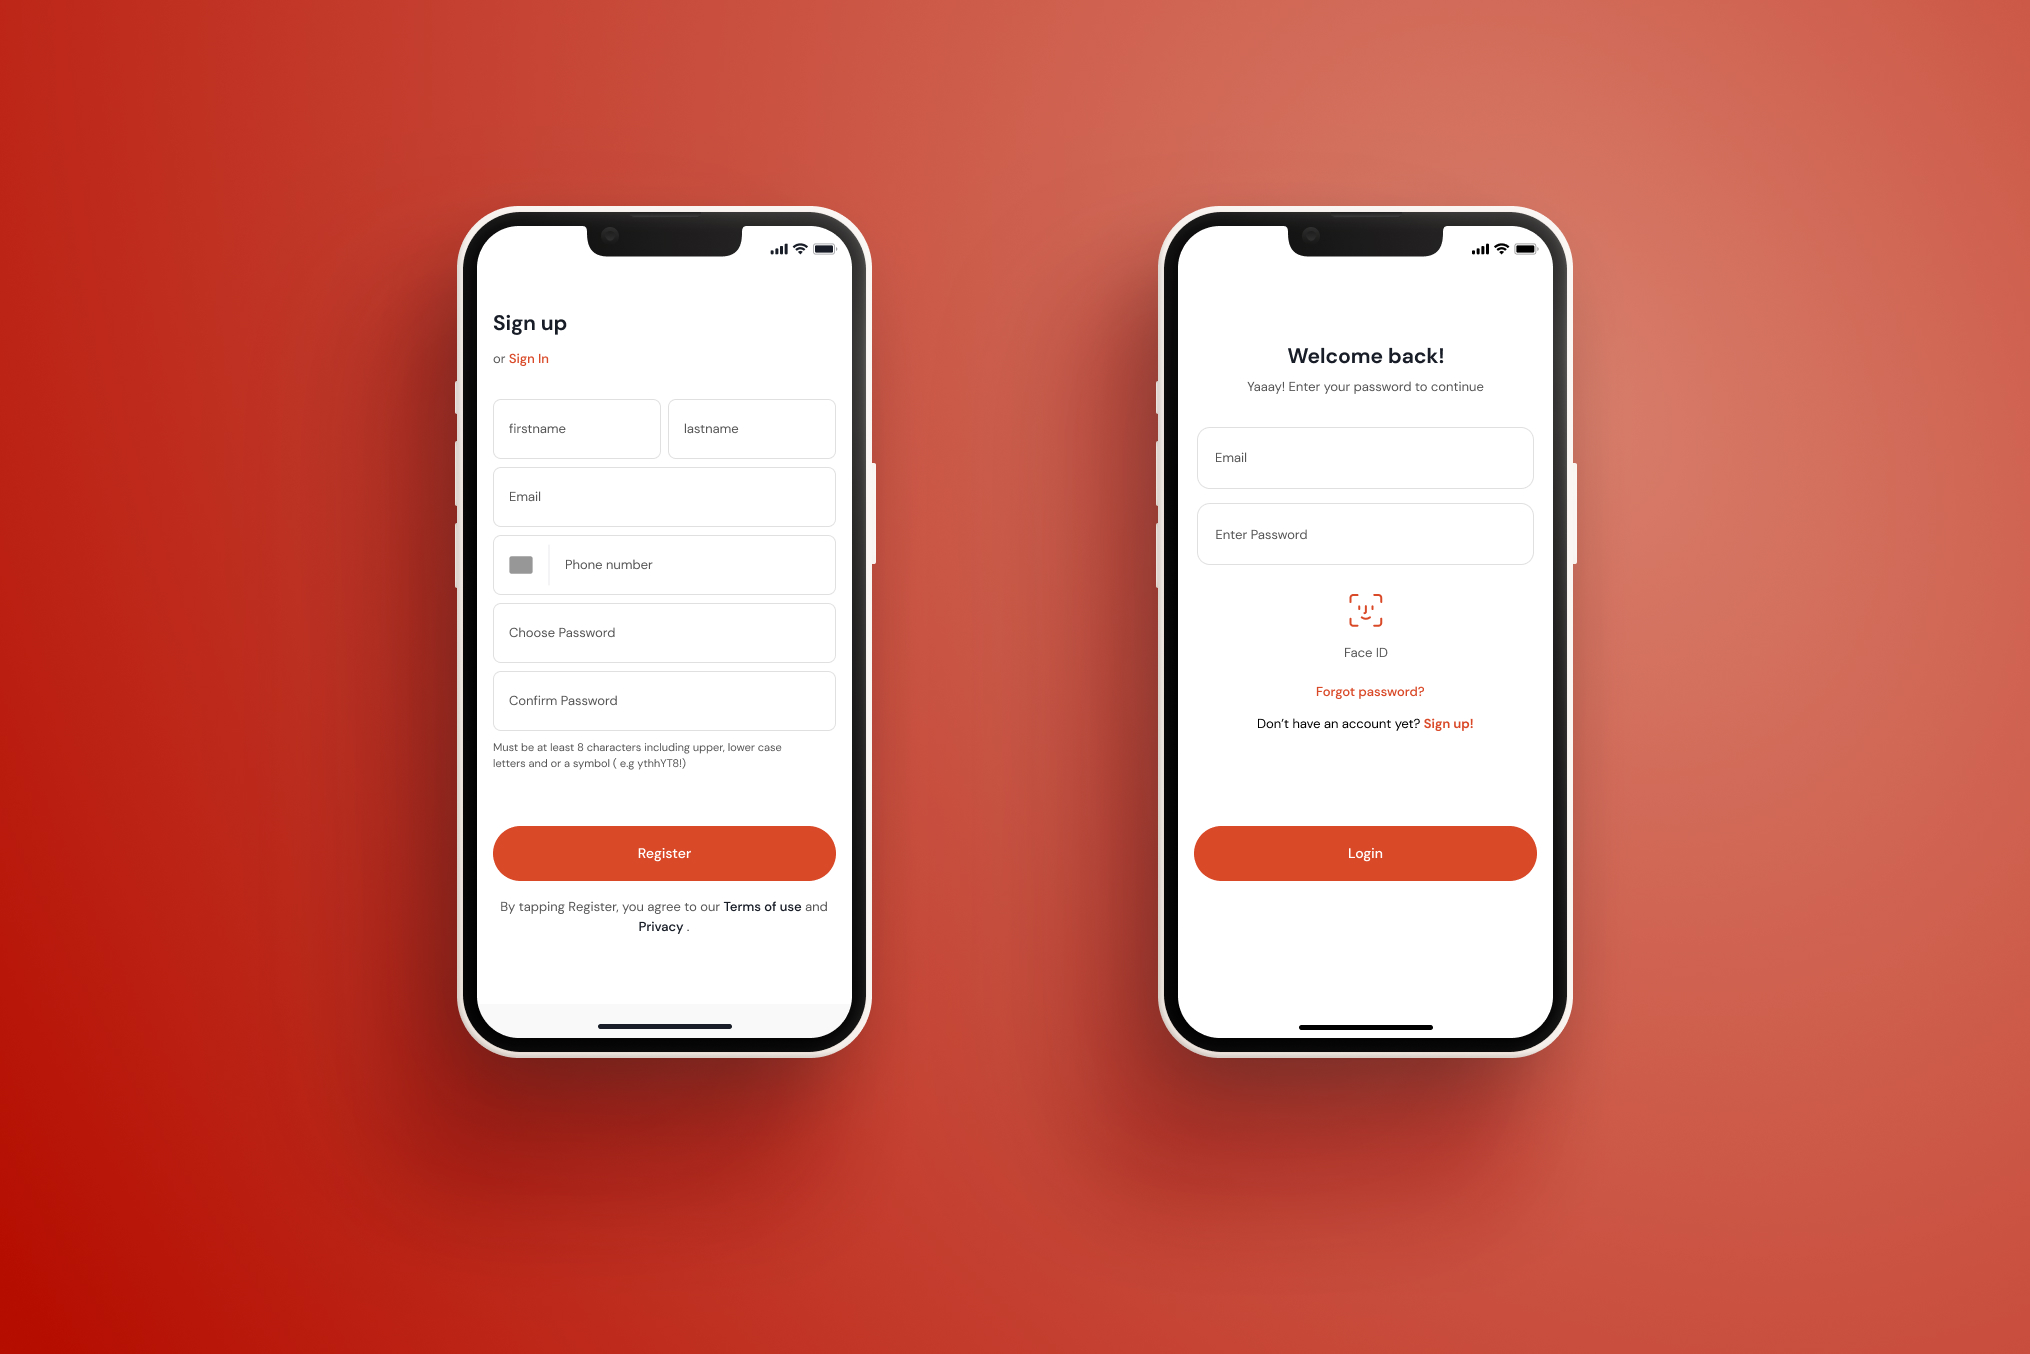 Sign up
or Sign In
firstname
lastname
Email
Phone number
Choose Password
Confirm Password
Must be at least 8 characters including upper, lower case
letters and or a symbol ( e.g ythhYT8!)
Register
By tapping Register, you agree to our Terms of use and
Privacy .
Welcome back!
Yaaay! Enter your password to continue
Email
Enter Password
Face ID
Forgot password?
Don’t have an account yet? Sign up!
Login